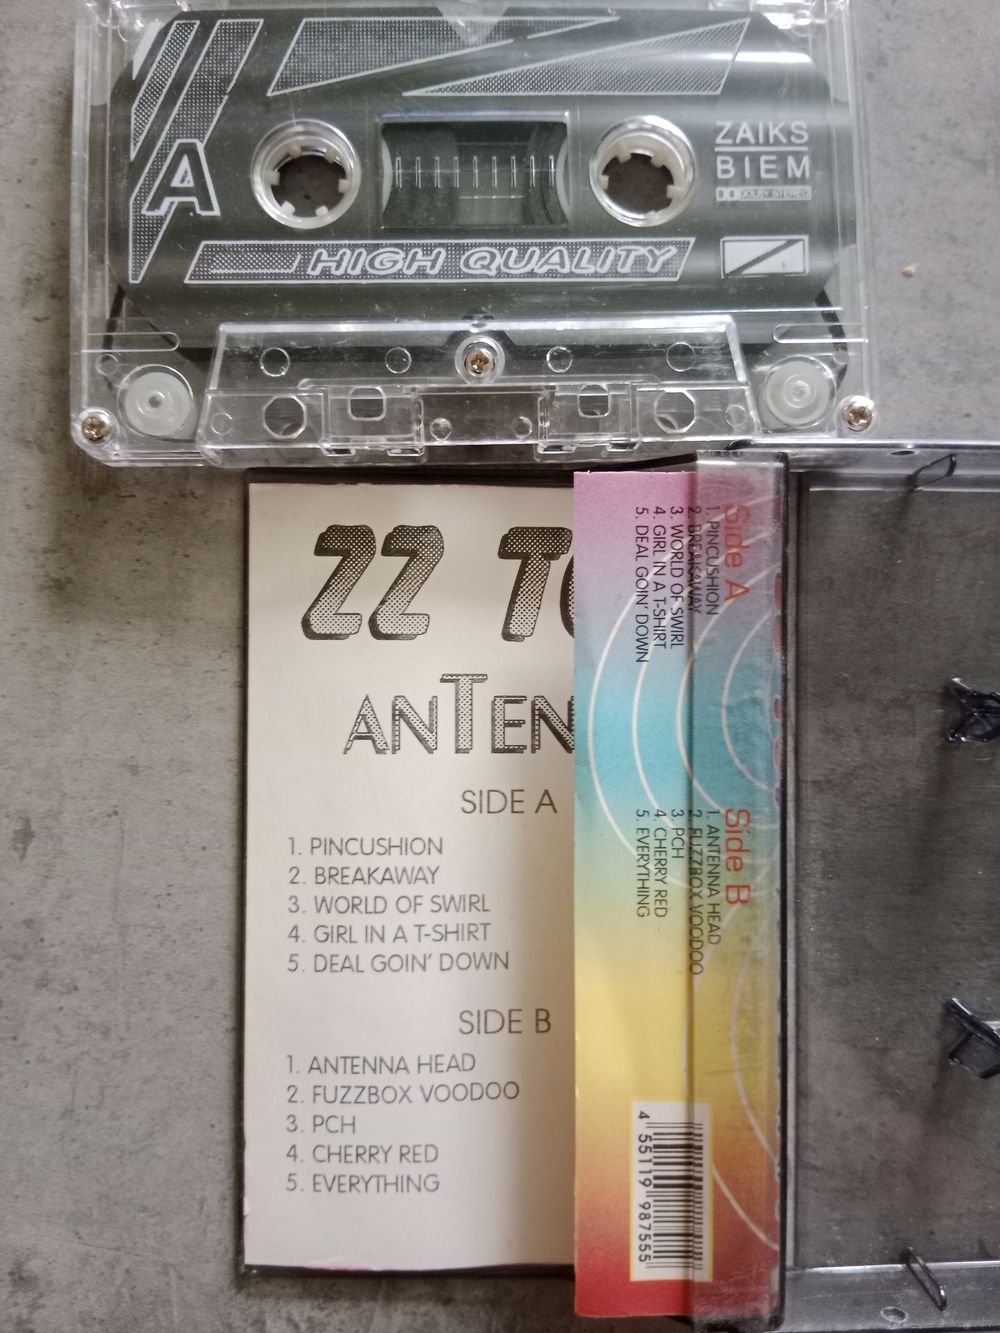 A
ZAIKS
BIEM
DOLBY STEREO
HIGH QUALITY
ZZ TO
ANTEN
SIDE A
1. PINCUSHION
2. BREAKAWAY
3. WORLD OF SWIRL
4. GIRL IN A T-SHIRT
5. DEAL GOIN' DOWN
SIDE B
1. ANTENNA HEAD
2. FUZZBOX VOODOO
3. PCH
4. CHERRY RED
5. EVERYTHING
Side A
1. PINCUSHION
2. BREAKAWAY
3. WORLD OF SWIRL
4. GIRL IN A T-SHIRT
5. DEAL GOIN' DOWN
Side B
1. ANTENNA HEAD
2. FUZZBOX VOODOO
3. PCH
4. CHERRY RED
5. EVERYTHING
4 551119 987555